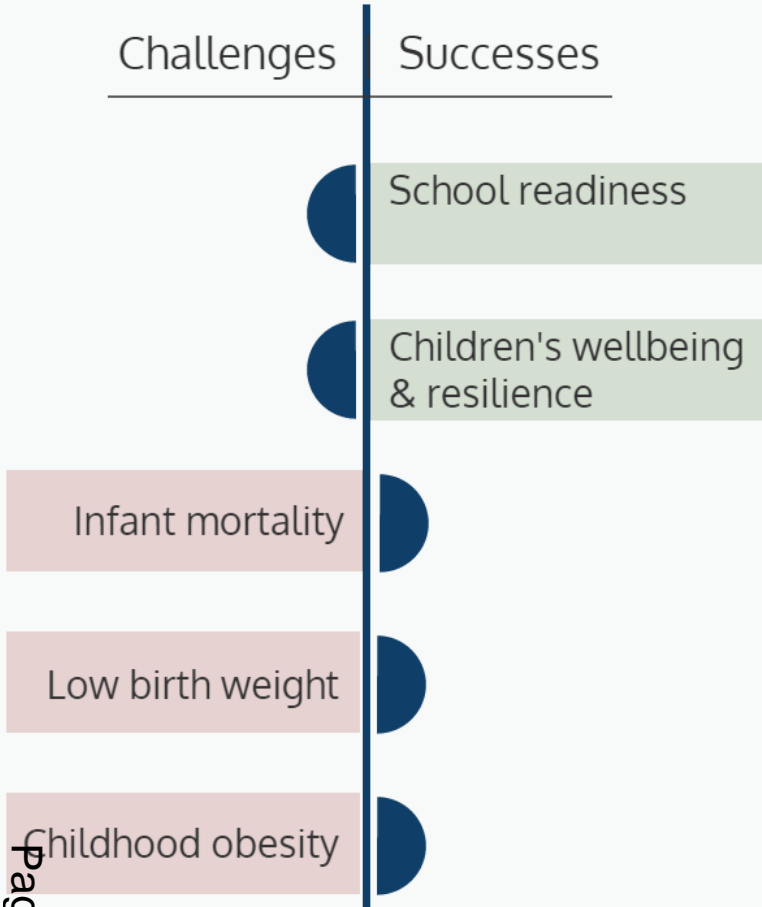 Challenges
Successes
School readiness
Children's wellbeing
& resilience
Infant mortality
Low birth weight
Childhood obesity